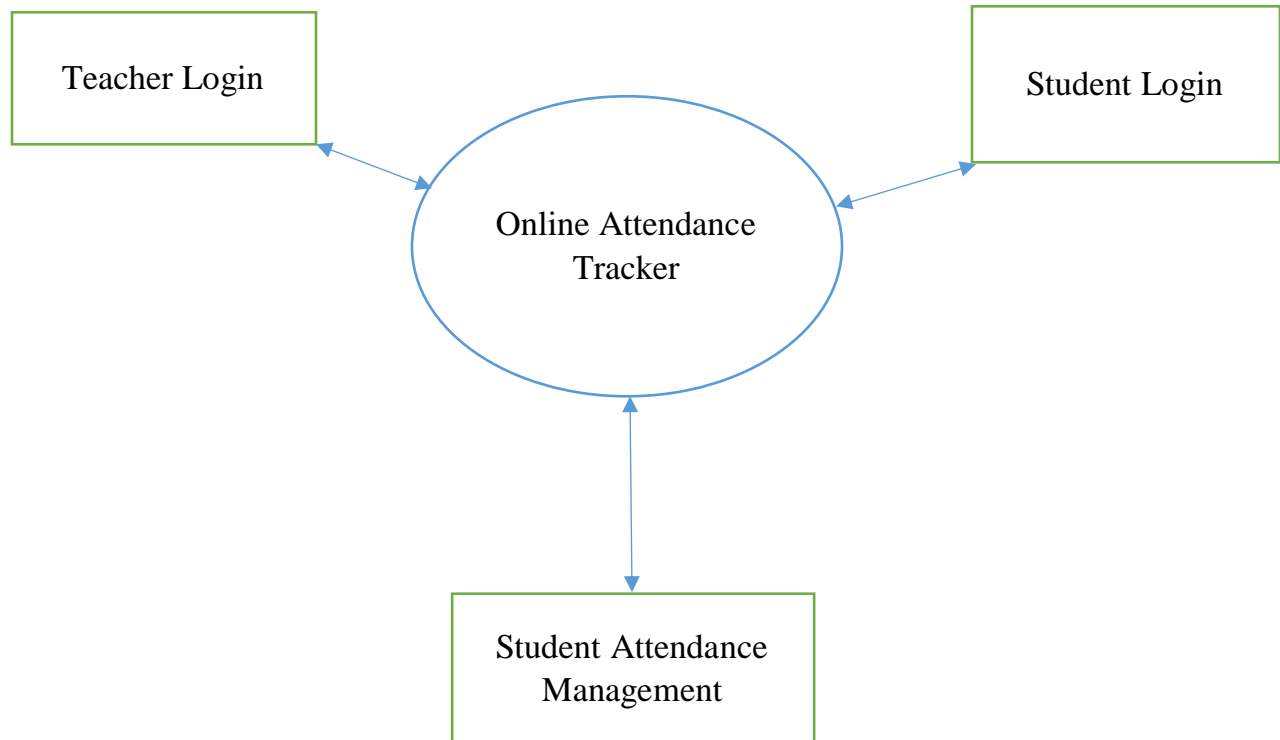 Teacher Login
Student Login
Online Attendance
Tracker
Student Attendance
Management